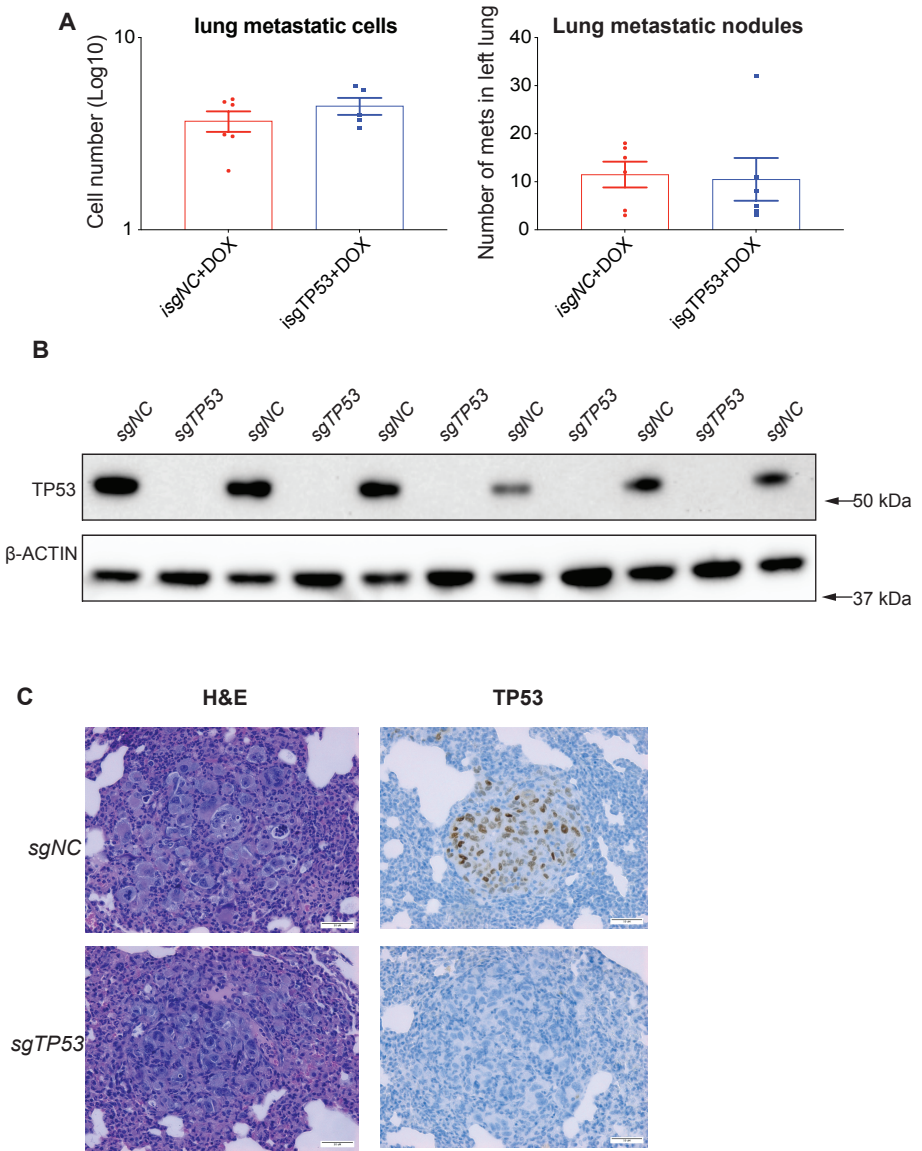 A
lung metastatic cells
Cell number (Log10)
10
1
isgNC+DOX
isgTP53+DOX
Lung metastatic nodules
Number of mets in left lung
40
30
20
10
0
isgNC+DOX
isgTP53+DOX
B
sgNC sgTP53 sgNC sgTP53 sgNC sgTP53 sgNC sgTP53 sgNC sgTP53 sgNC
TP53
50 kDa
β-ACTIN
37 kDa
C
H&E TP53
sgNC
sgTP53